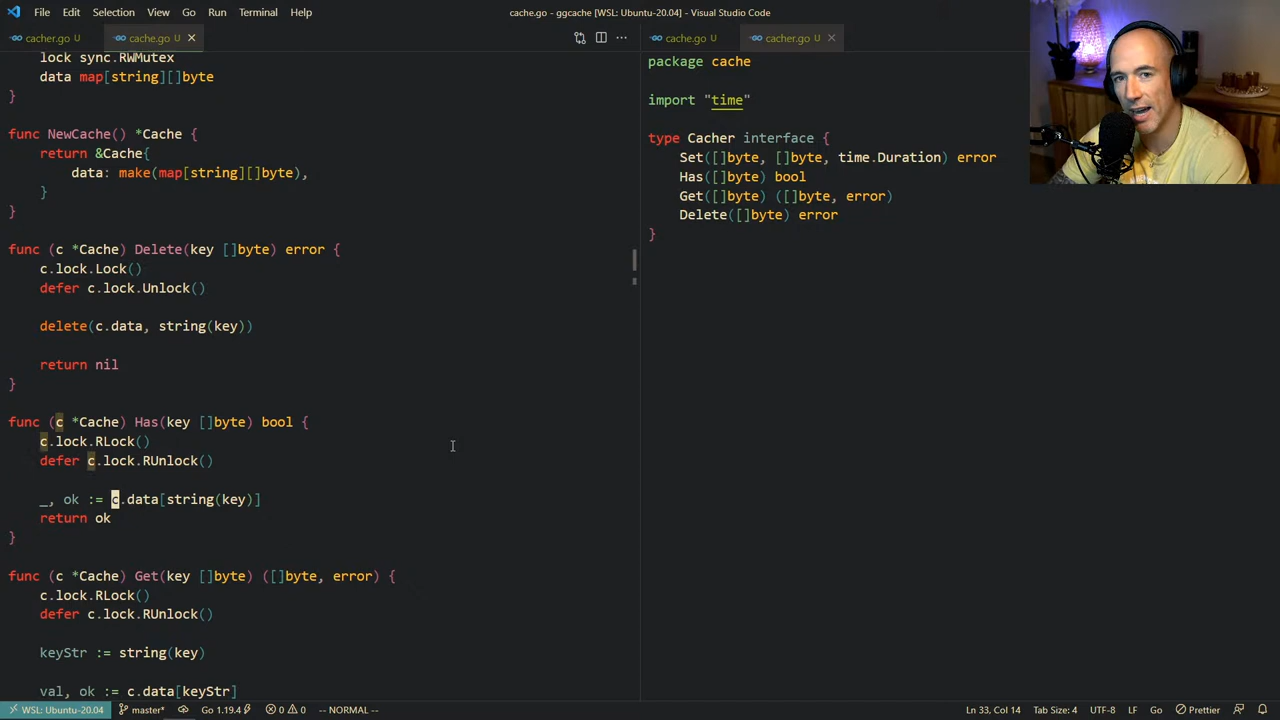 File Edit Selection View Go Run Terminal Help
cache.go - ggcache [WSL: Ubuntu-20.04] - Visual Studio Code
cacher.go U
cache.go U
lock sync.RWMutex
data map[string][]byte
}
func NewCache() *Cache {
return &Cache{
data: make(map[string][]byte),
}
}
func (c *Cache) Delete(key []byte) error {
c.lock.Lock()
defer c.lock.Unlock()
delete(c.data, string(key))
return nil
}
func (c *Cache) Has(key []byte) bool {
c.lock.RLock()
defer c.lock.RUnlock()
_, ok := c.data[string(key)]
return ok
}
func (c *Cache) Get(key []byte) ([]byte, error) {
c.lock.RLock()
defer c.lock.RUnlock()
keyStr := string(key)
val, ok := c.data[keyStr]
cache.go U
cacher.go U
package cache
import "time"
type Cacher interface {
Set([]byte, []byte, time.Duration) error
Has([]byte) bool
Get([]byte) ([]byte, error)
Delete([]byte) error
}
WSL: Ubuntu-20.04 master* Go 1.19.4 0 0 -- NORMAL -- Ln 33, Col 14 Tab Size: 4 UTF-8 LF Go Prettier